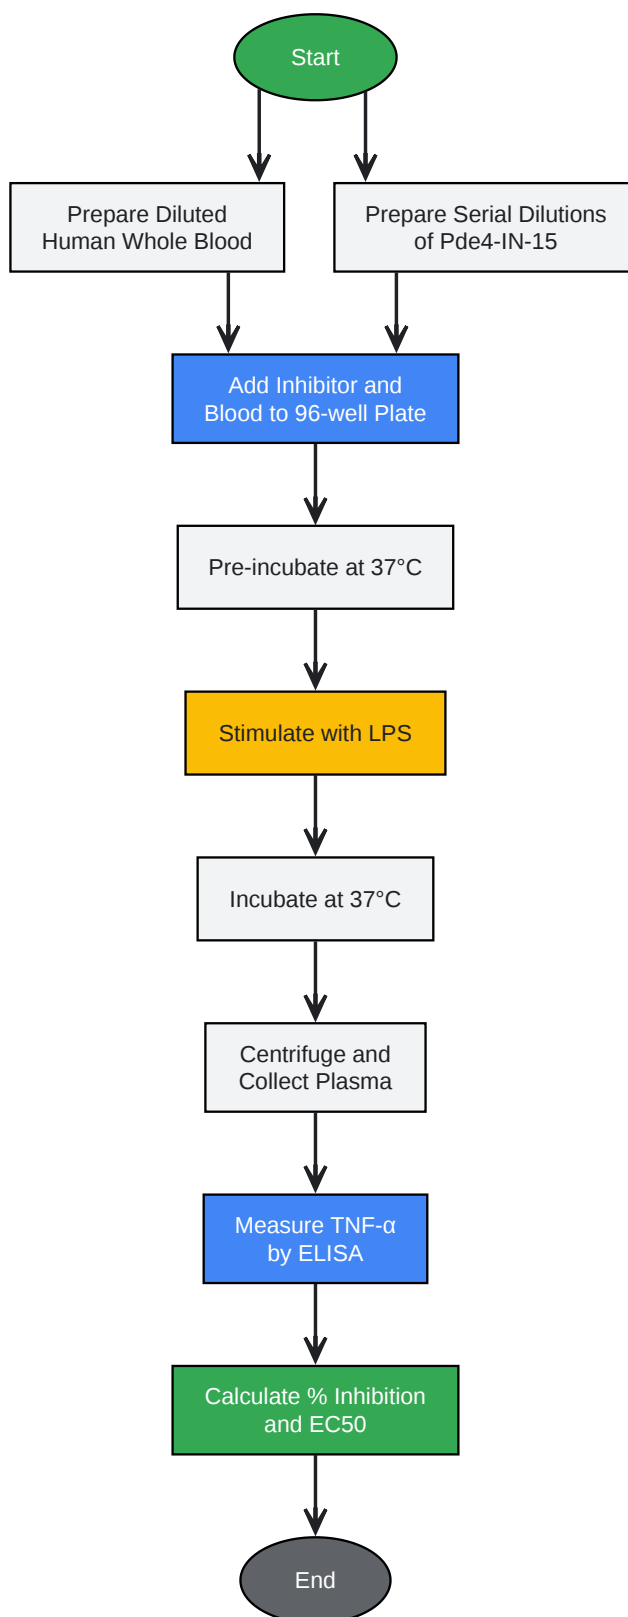 Start
Prepare Diluted
Human Whole Blood
Prepare Serial Dilutions
of Pde4-IN-15
Add Inhibitor and
Blood to 96-well Plate
Pre-incubate at 37°C
Stimulate with LPS
Incubate at 37°C
Centrifuge and
Collect Plasma
Measure TNF-α
by ELISA
Calculate % Inhibition
and EC50
End